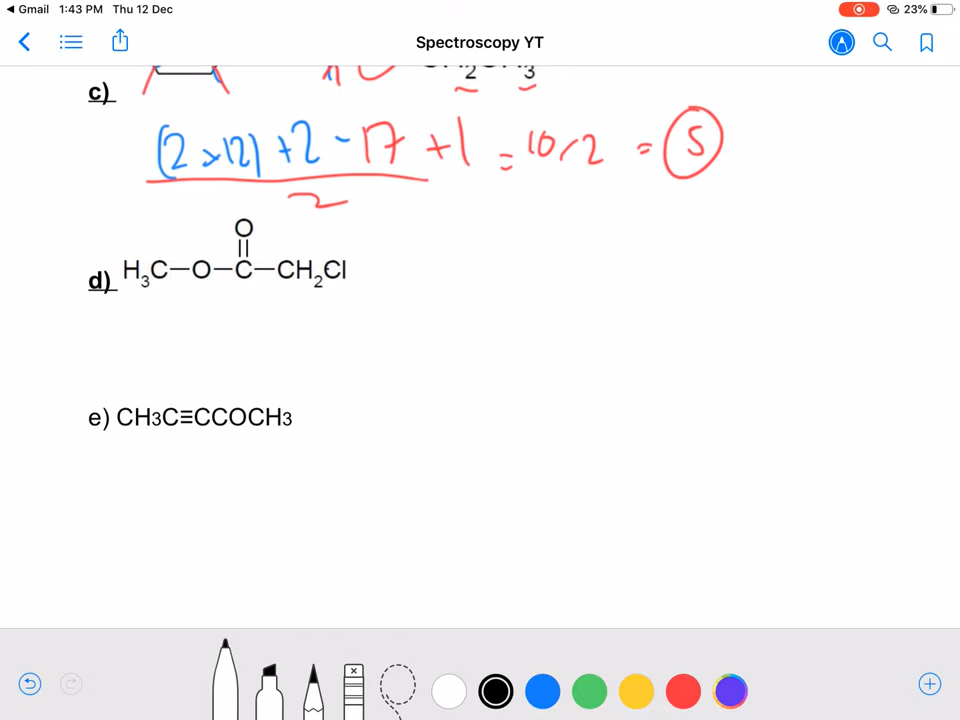 Gmail 1:43 PM Thu 12 Dec 23%
Spectroscopy YT
c)
(2 × 12) + 2 - 17 + 1 = 10 / 2 = 5
2
O
d) H3C-O-C-CH2Cl
e) CH3C≡CCOCH3